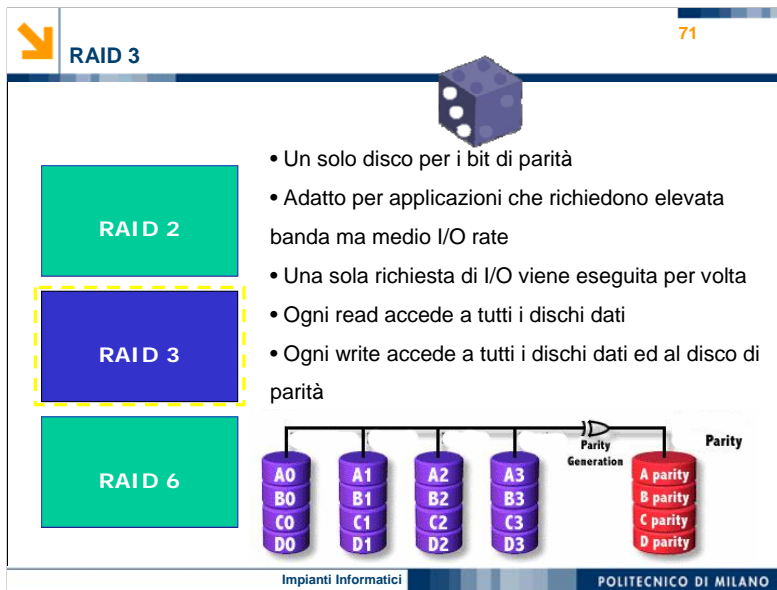 71
RAID 3
• Un solo disco per i bit di parità
• Adatto per applicazioni che richiedono elevata
banda ma medio I/O rate
• Una sola richiesta di I/O viene eseguita per volta
• Ogni read accede a tutti i dischi dati
• Ogni write accede a tutti i dischi dati ed al disco di
parità
RAID 2
RAID 3
RAID 6
Parity
Generation
Parity
A0 A1 A2 A3 A parity
B0 B1 B2 B3 B parity
C0 C1 C2 C3 C parity
D0 D1 D2 D3 D parity
Impianti Informatici
POLITECNICO DI MILANO